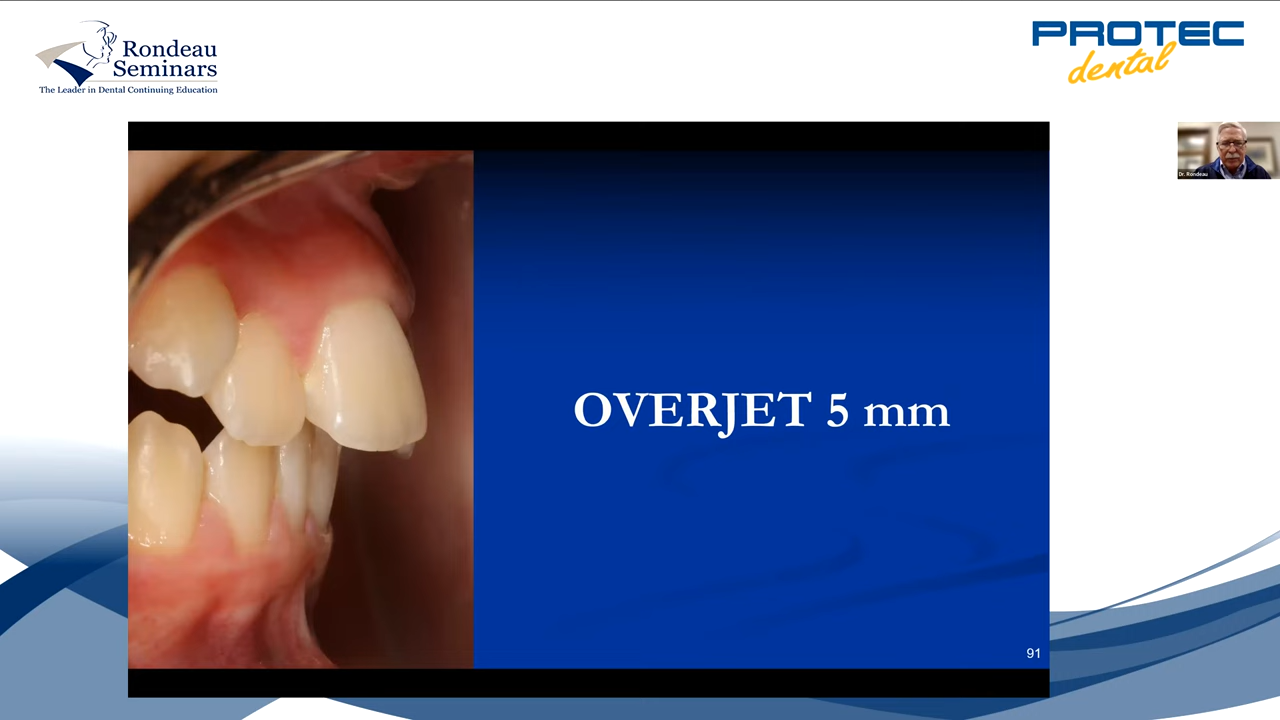 Rondeau
Seminars
The Leader in Dental Continuing Education
PROTEC
dental
Dr. Rondeau
OVERJET 5 mm
91